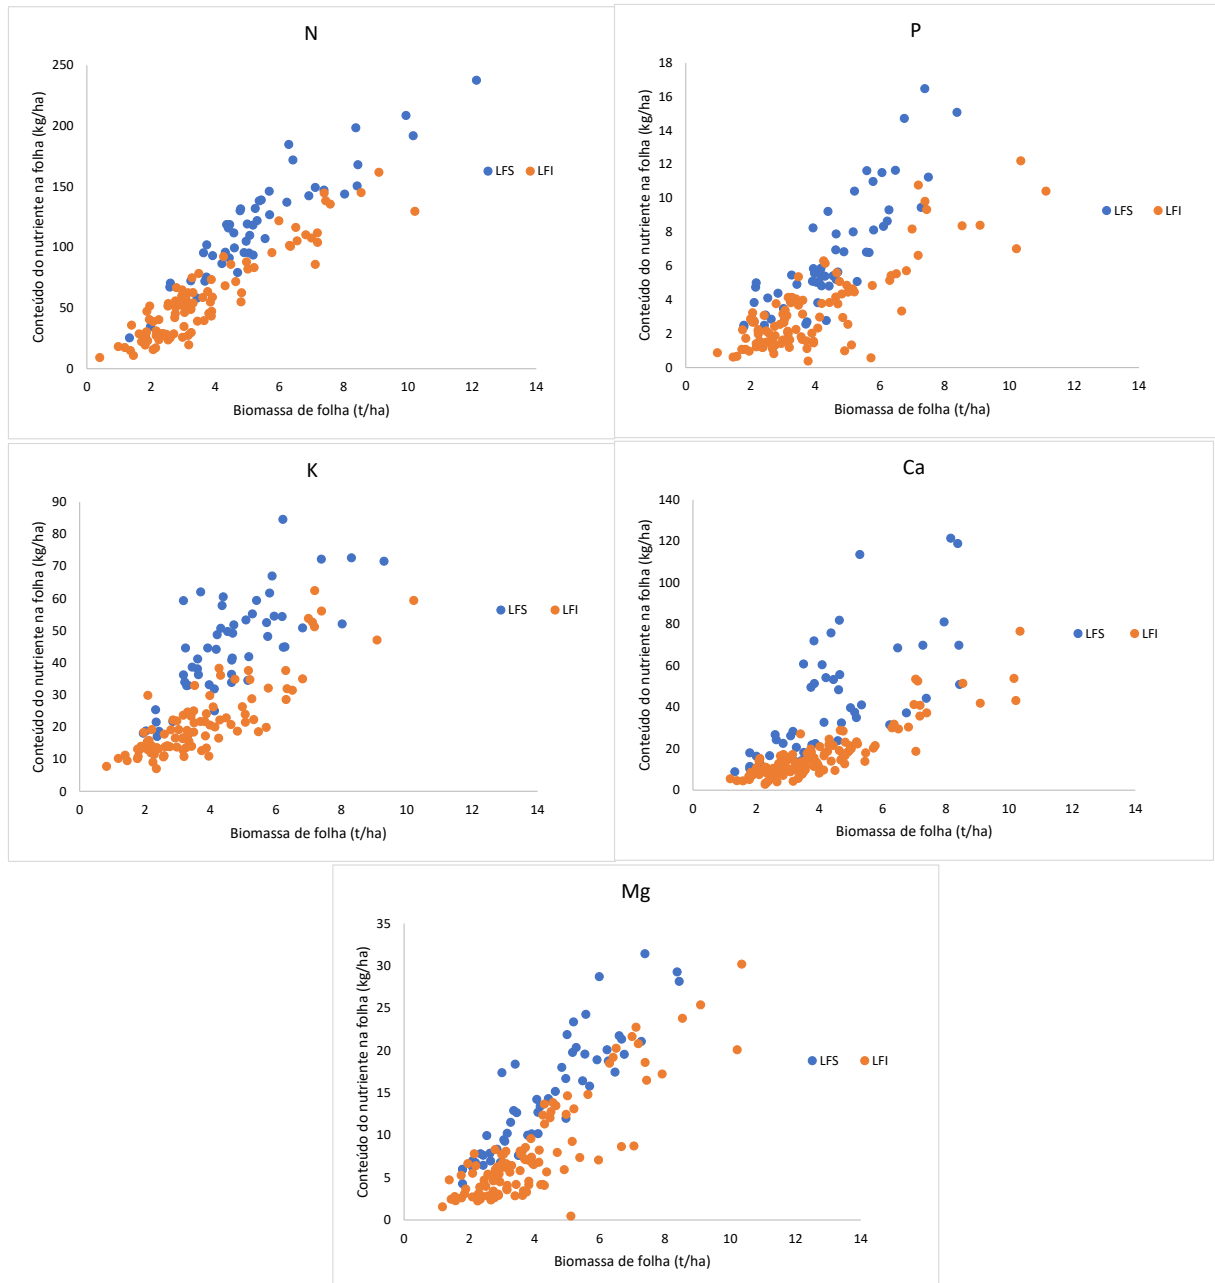 N
Conteúdo do nutriente na folha (kg/ha)
250
200
150
100
50
0
0 2 4 6 8 10 12 14
Biomassa de folha (t/ha)
LFS LFI
P
Conteúdo do nutriente na folha (kg/ha)
18
16
14
12
10
8
6
4
2
0
0 2 4 6 8 10 12 14
Biomassa de folha (t/ha)
LFS LFI
K
Conteúdo do nutriente na folha (kg/ha)
90
80
70
60
50
40
30
20
10
0
0 2 4 6 8 10 12 14
Biomassa de folha (t/ha)
LFS LFI
Ca
Conteúdo do nutriente na folha (kg/ha)
140
120
100
80
60
40
20
0
0 2 4 6 8 10 12 14
Biomassa de folha (t/ha)
LFS LFI
Mg
Conteúdo do nutriente na folha (kg/ha)
35
30
25
20
15
10
5
0
0 2 4 6 8 10 12 14
Biomassa de folha (t/ha)
LFS LFI